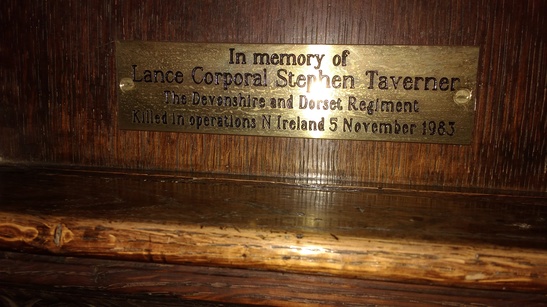 In memory of
Lance Corporal Stephen Taverner
The Devonshire and Dorset Regiment
Killed in operations N Ireland 5 November 1983